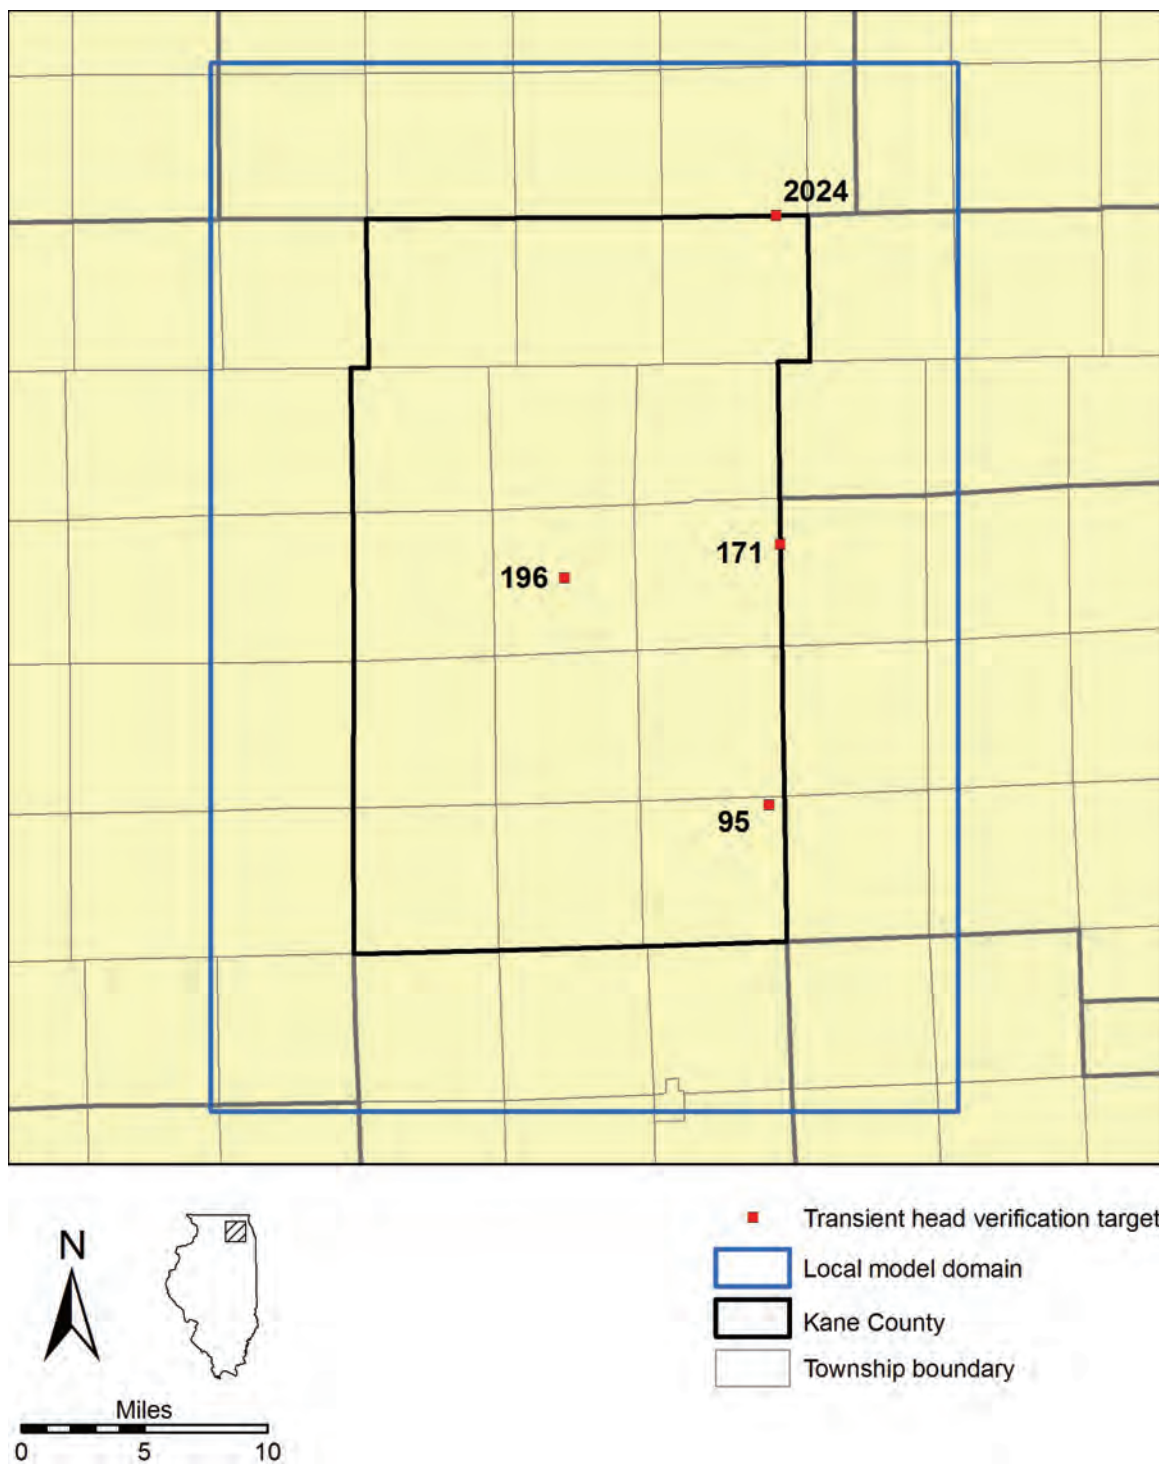 2024
171
196
95
Transient head verification target
N
Local model domain
Kane County
Township boundary
Miles
0 5 10